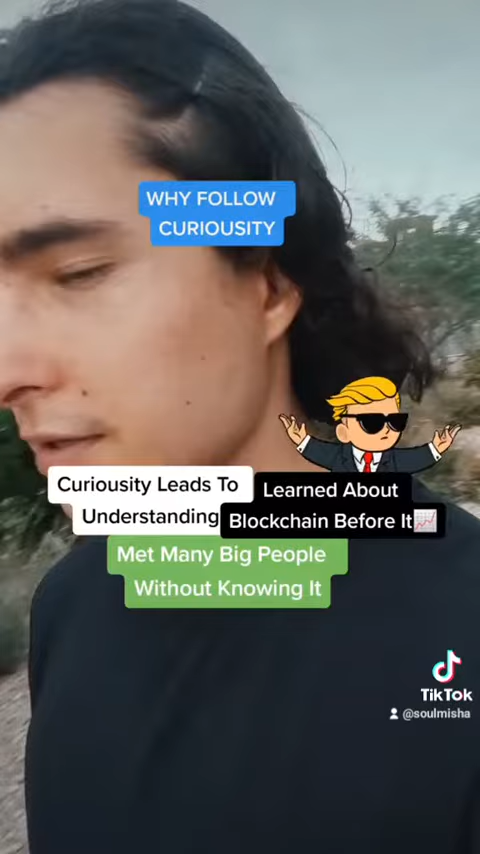 WHY FOLLOW
CURIOUSITY
Curiousity Leads To
Understanding
Learned About
Blockchain Before It📈
Met Many Big People
Without Knowing It
TikTok
@soulmisha